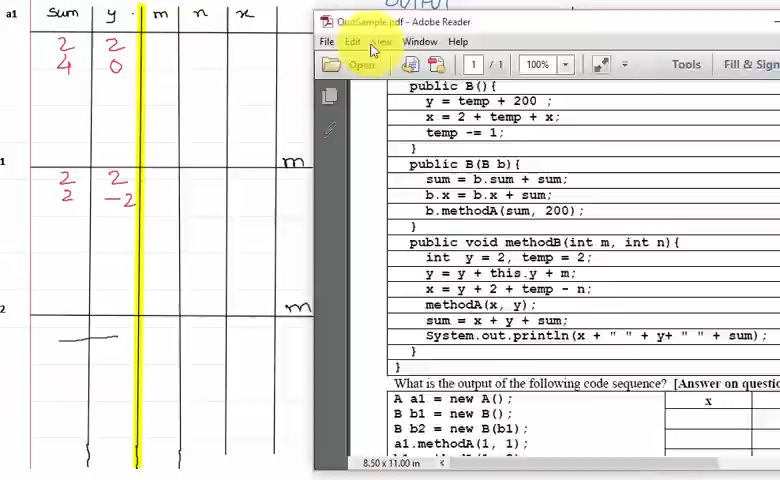 OUTPUT
a1 sum y m n x
2 2
4 0
1 m
2 2
2 -2
2 m
QuizSample.pdf - Adobe Reader
File Edit View Window Help
Open 1 / 1 100% Tools Fill & Sign
public B(){
y = temp + 200 ;
x = 2 + temp + x;
temp -= 1;
}
public B(B b){
sum = b.sum + sum;
b.x = b.x + sum;
b.methodA(sum, 200);
}
public void methodB(int m, int n){
int y = 2, temp = 2;
y = y + this.y + m;
x = y + 2 + temp - n;
methodA(x, y);
sum = x + y + sum;
System.out.println(x + " " + y+ " " + sum);
}
}
What is the output of the following code sequence? [Answer on questio
A a1 = new A(); x
B b1 = new B();
B b2 = new B(b1);
a1.methodA(1, 1);
8.50 x 11.00 in